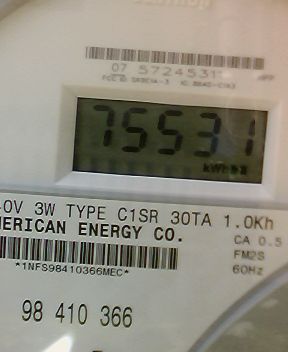 07 57245311
75531
kWh
0V 3W TYPE C1SR 30TA 1.0Kh
MERICAN ENERGY CO.
CA 0.5
FM2S
60Hz
*1NFS98410366MEC*
98 410 366